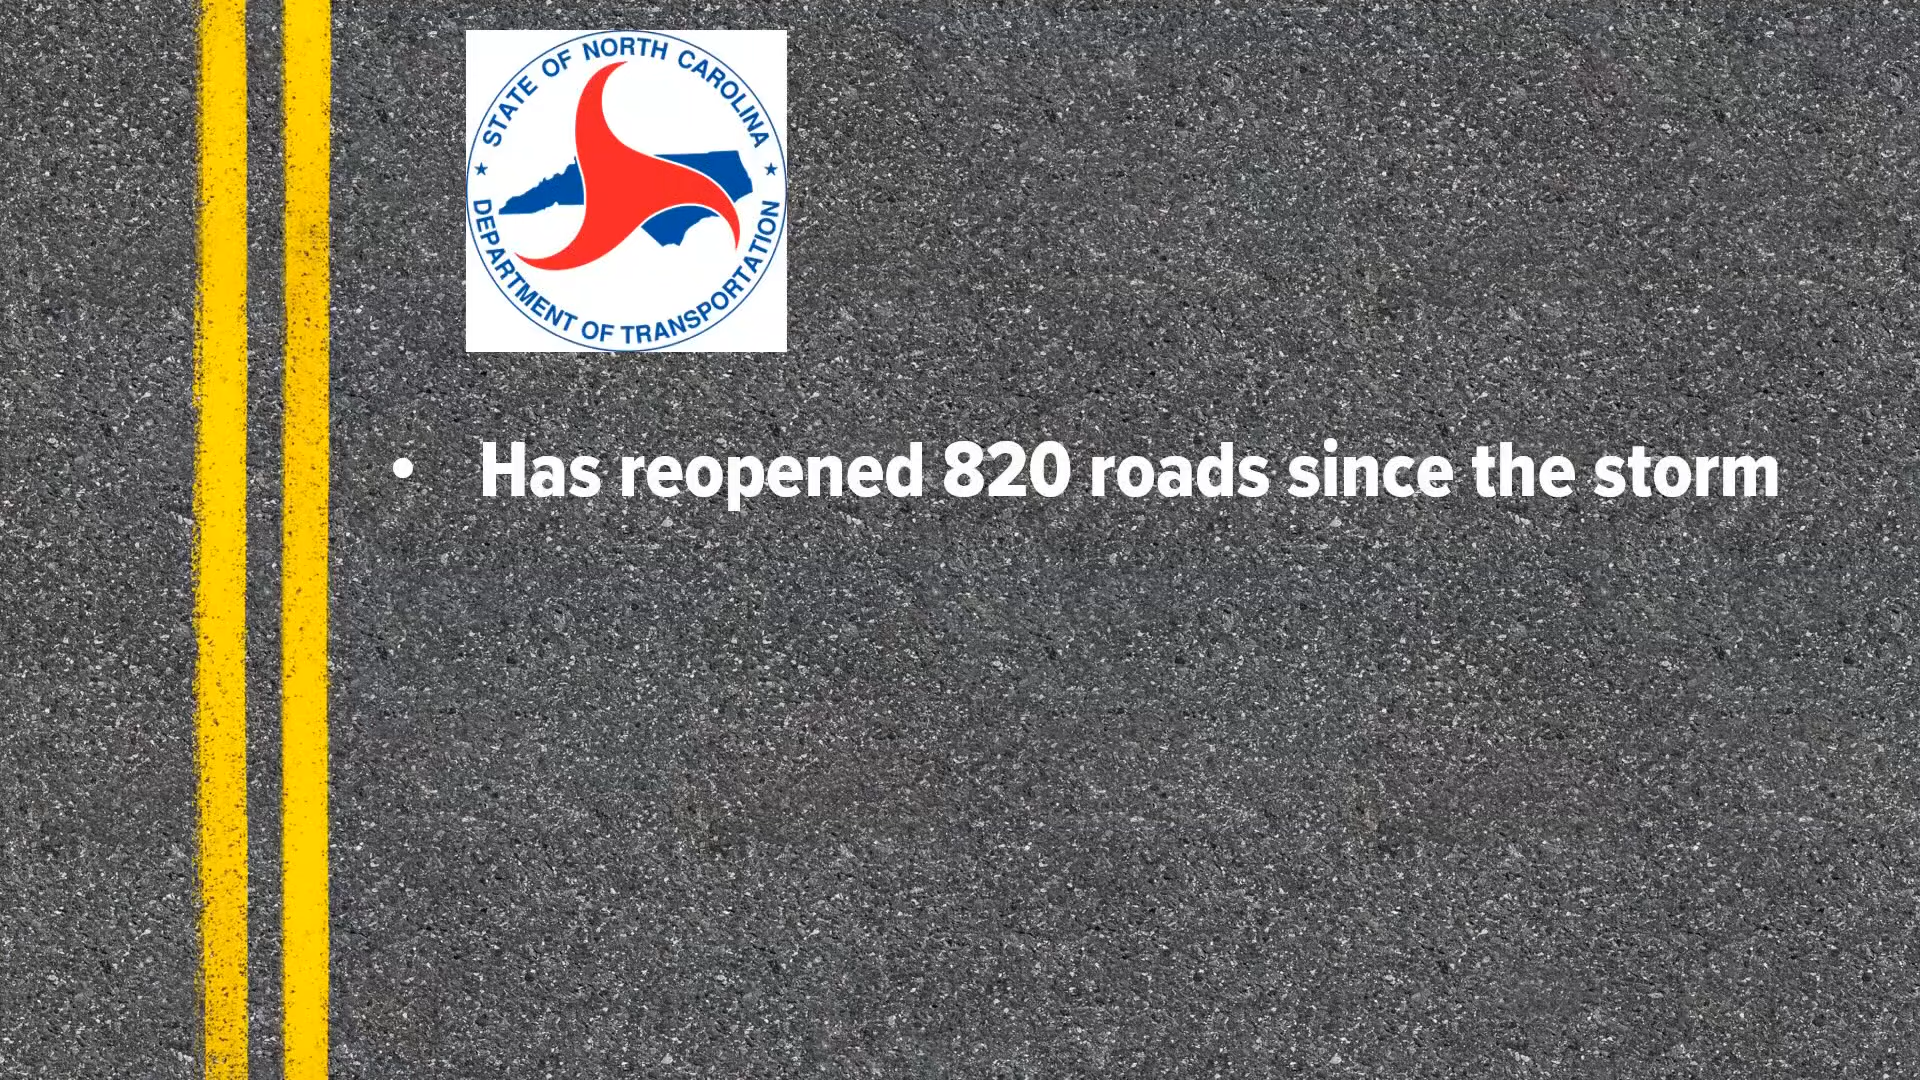 STATE OF NORTH CAROLINA
DEPARTMENT OF TRANSPORTATION
• Has reopened 820 roads since the storm